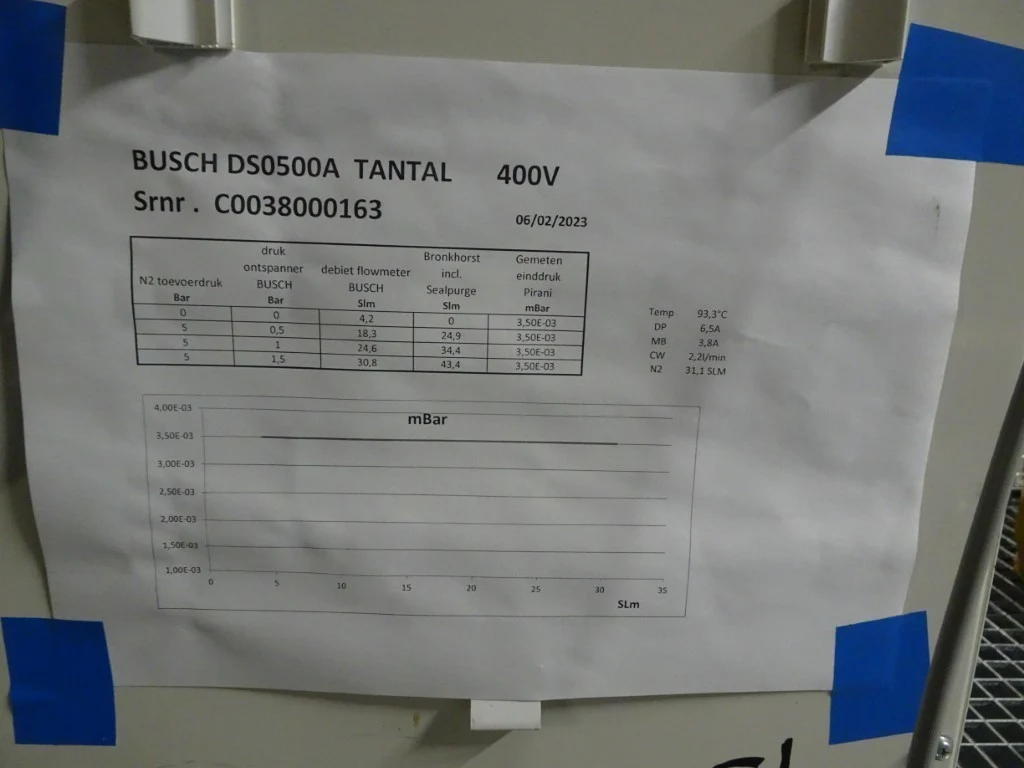 BUSCH DS0500A TANTAL 400V
Srnr . C0038000163
06/02/2023
N2 toevoerdruk druk ontspanner BUSCH debiet flowmeter BUSCH Bronkhorst incl. Sealpurge Gemeten einddruk Pirani
Bar Bar Slm Slm mBar
0 0 4,2 0 3,50E-03
5 0,5 18,3 24,9 3,50E-03
5 1 24,6 34,4 3,50E-03
5 1,5 30,8 43,4 3,50E-03
Temp 93,3°C
DP 6,5A
MB 3,8A
CW 2,2l/min
N2 31,1 SLM
mBar
4,00E-03
3,50E-03
3,00E-03
2,50E-03
2,00E-03
1,50E-03
1,00E-03
0 5 10 15 20 25 30 35
SLm